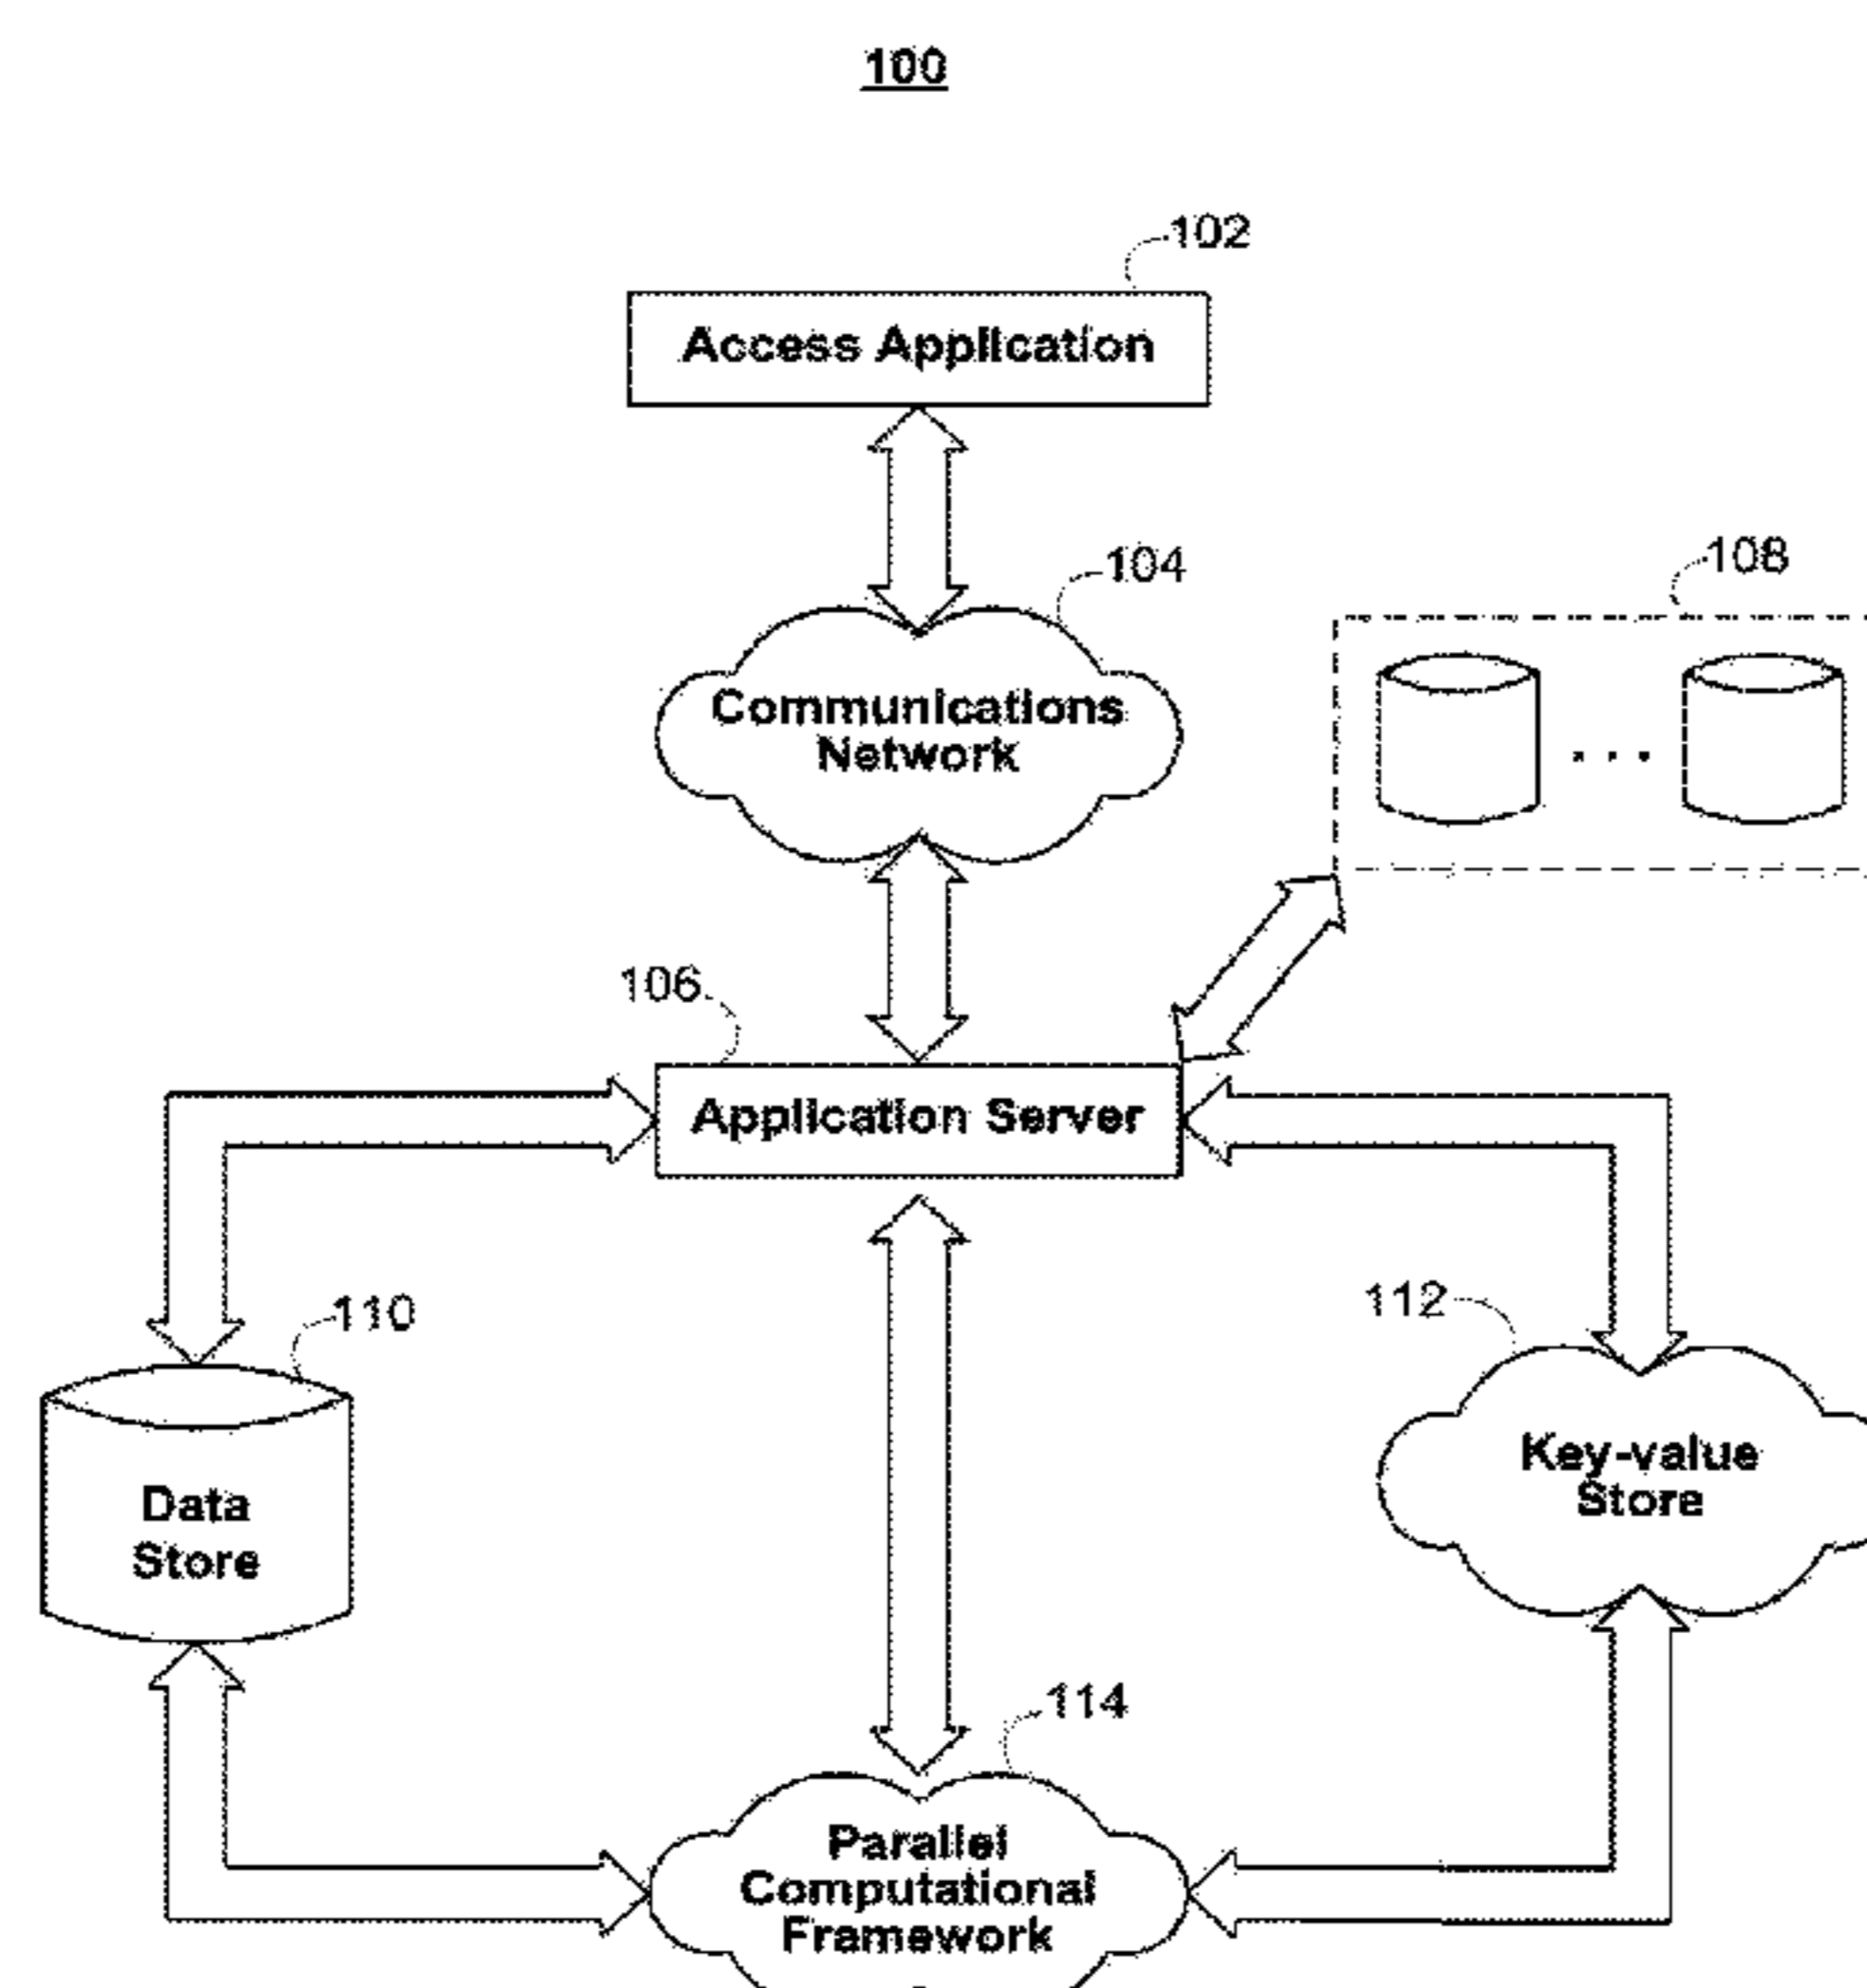 100
102
Access Application
104
108
Communications
Network
. . .
106
Application Server
110
112
Data
Store
Key-value
Store
114
Parallel
Computational
Framework